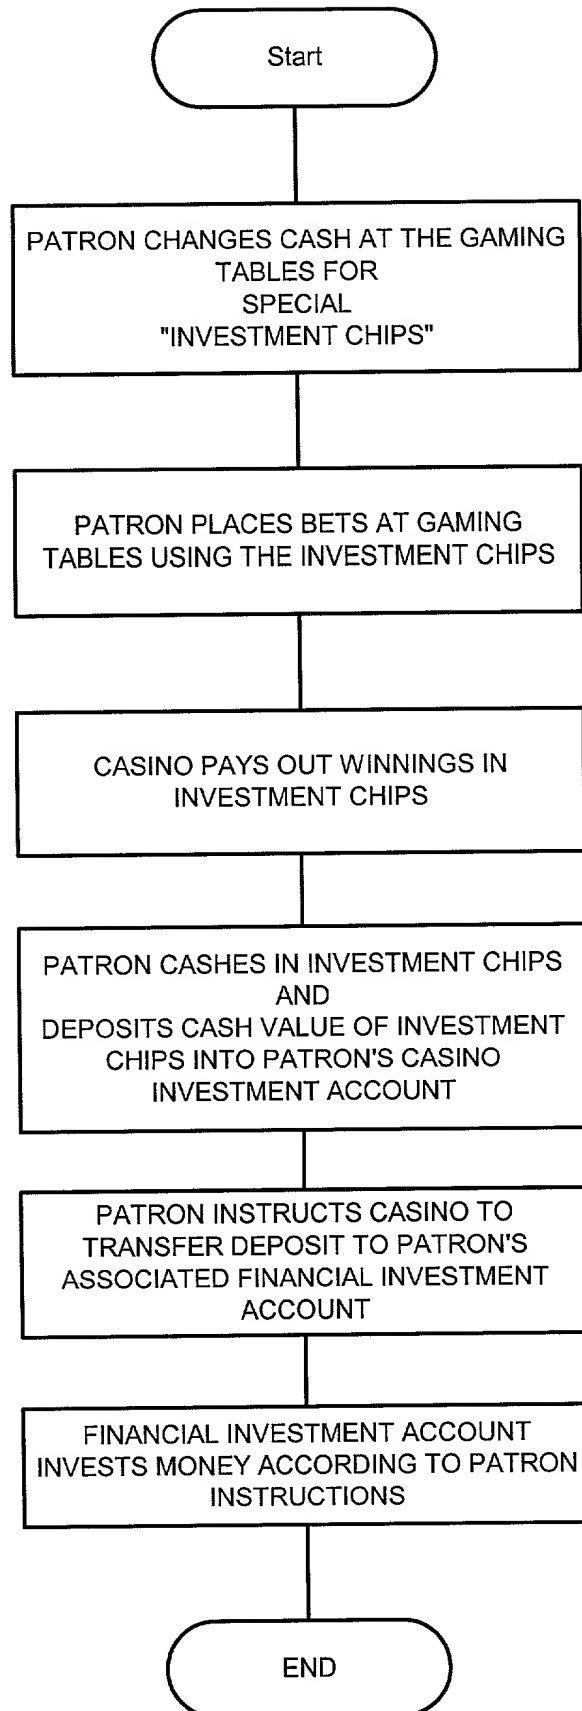 Start
PATRON CHANGES CASH AT THE GAMING
TABLES FOR
SPECIAL
"INVESTMENT CHIPS"
PATRON PLACES BETS AT GAMING
TABLES USING THE INVESTMENT CHIPS
CASINO PAYS OUT WINNINGS IN
INVESTMENT CHIPS
PATRON CASHES IN INVESTMENT CHIPS
AND
DEPOSITS CASH VALUE OF INVESTMENT
CHIPS INTO PATRON'S CASINO
INVESTMENT ACCOUNT
PATRON INSTRUCTS CASINO TO
TRANSFER DEPOSIT TO PATRON'S
ASSOCIATED FINANCIAL INVESTMENT
ACCOUNT
FINANCIAL INVESTMENT ACCOUNT
INVESTS MONEY ACCORDING TO PATRON
INSTRUCTIONS
END